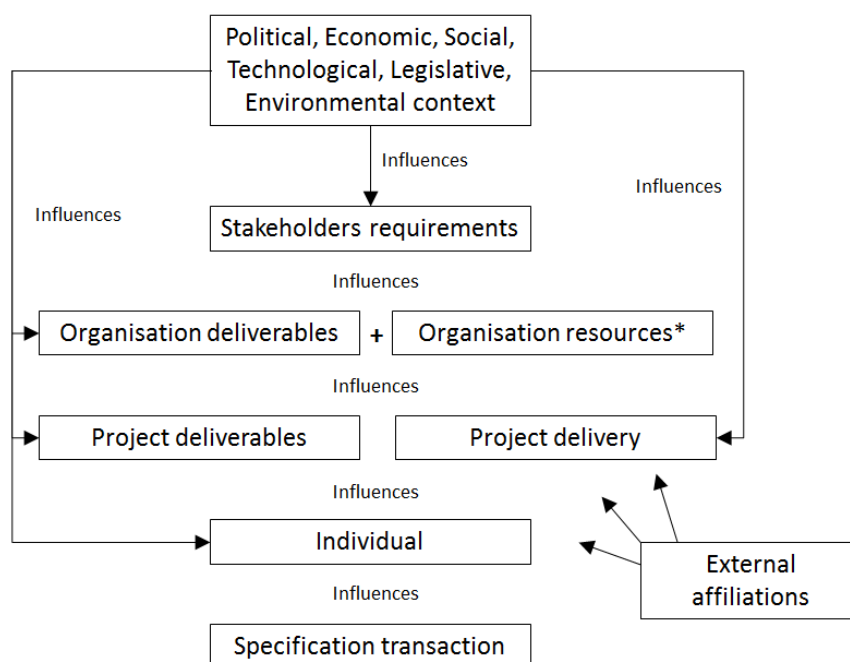 Political, Economic, Social,
Technological, Legislative,
Environmental context
Influences
Influences
Influences
Stakeholders requirements
Influences
Organisation deliverables + Organisation resources*
Influences
Project deliverables
Project delivery
Influences
Individual
External
affiliations
Influences
Specification transaction